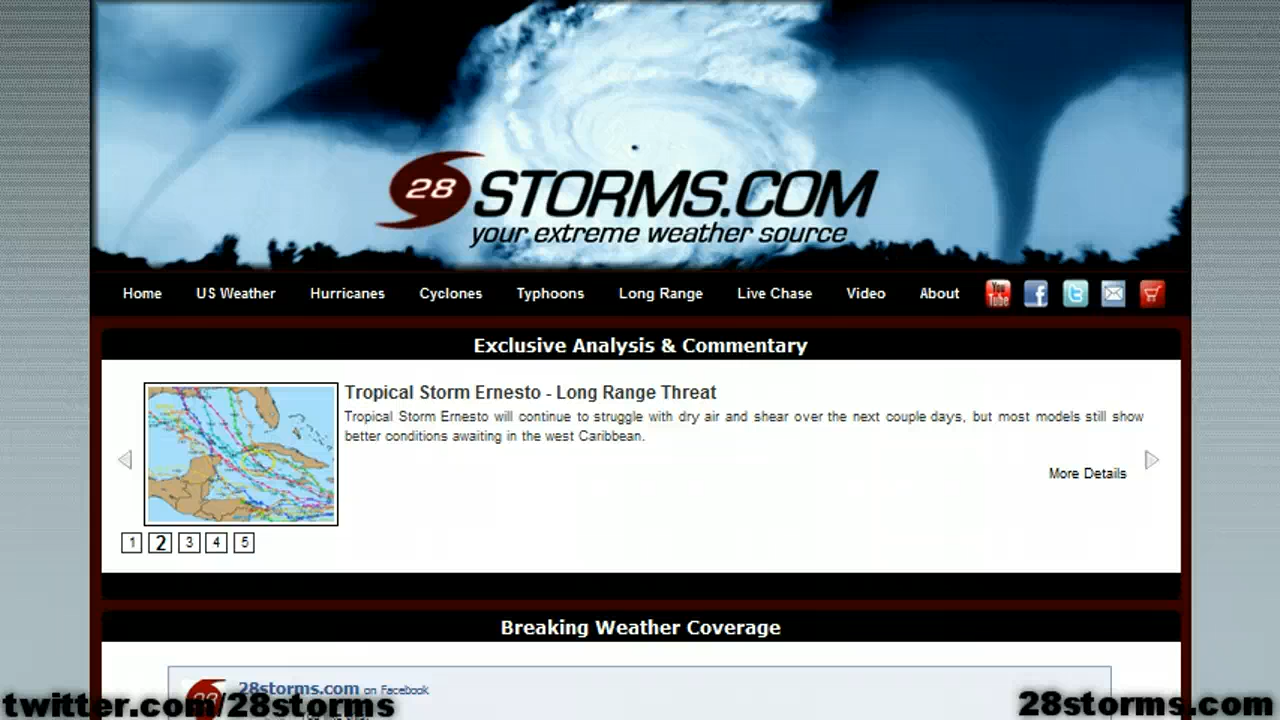 28
STORMS.COM
your extreme weather source
Home US Weather Hurricanes Cyclones Typhoons Long Range Live Chase Video About You Tube f t
Exclusive Analysis & Commentary
Tropical Storm Ernesto - Long Range Threat
Tropical Storm Ernesto will continue to struggle with dry air and shear over the next couple days, but most models still show
better conditions awaiting in the west Caribbean.
More Details
1 2 3 4 5
Breaking Weather Coverage
28storms.com on Facebook
twitter.com/28storms
28storms.com